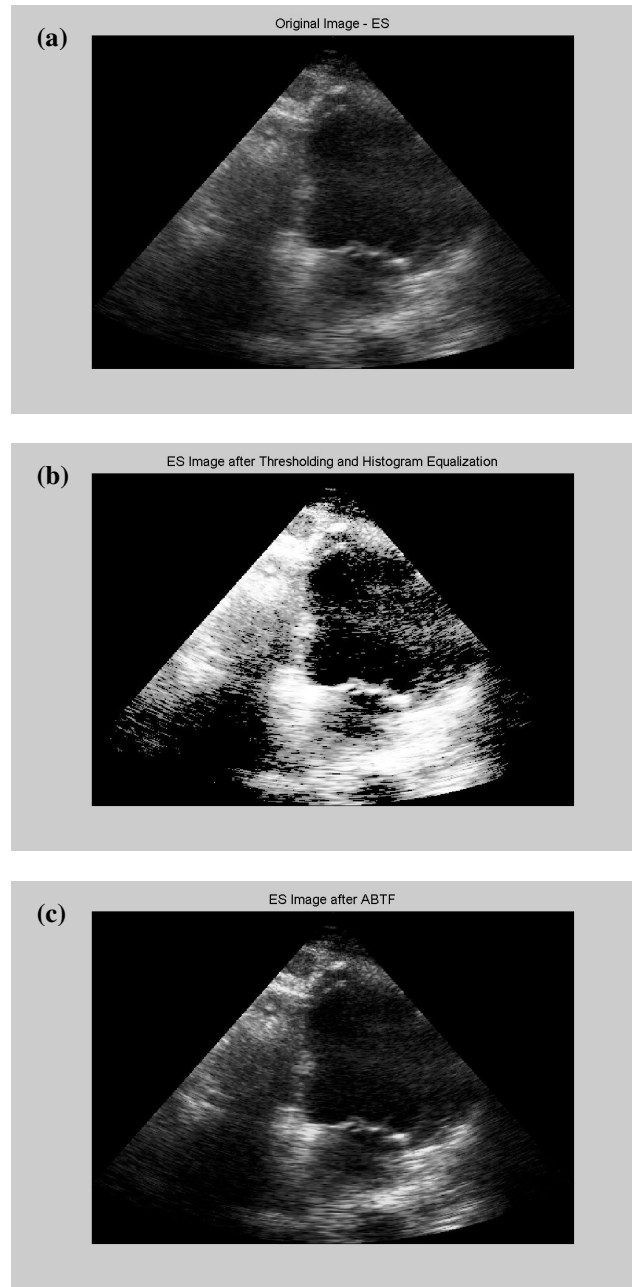 (a)
Original Image - ES
(b)
ES Image after Thresholding and Histogram Equalization
(c)
ES Image after ABTF